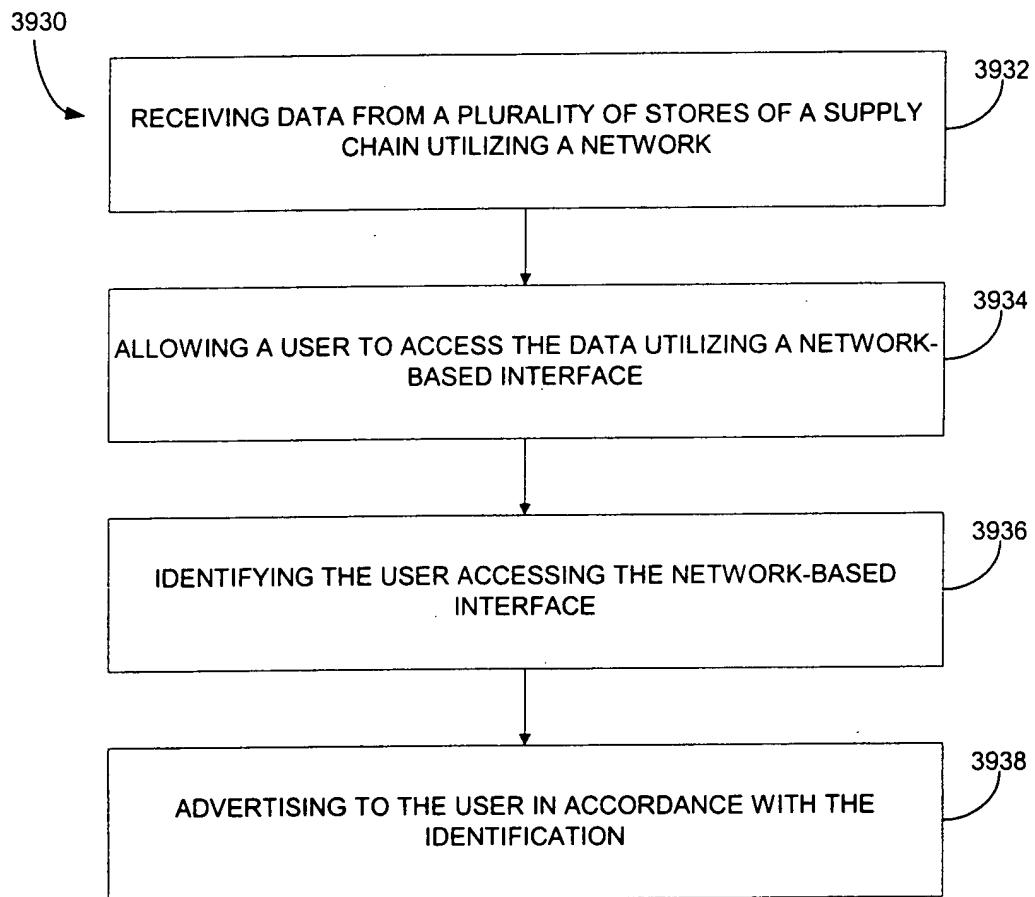 3930
3932
RECEIVING DATA FROM A PLURALITY OF STORES OF A SUPPLY
CHAIN UTILIZING A NETWORK
3934
ALLOWING A USER TO ACCESS THE DATA UTILIZING A NETWORK-
BASED INTERFACE
3936
IDENTIFYING THE USER ACCESSING THE NETWORK-BASED
INTERFACE
3938
ADVERTISING TO THE USER IN ACCORDANCE WITH THE
IDENTIFICATION